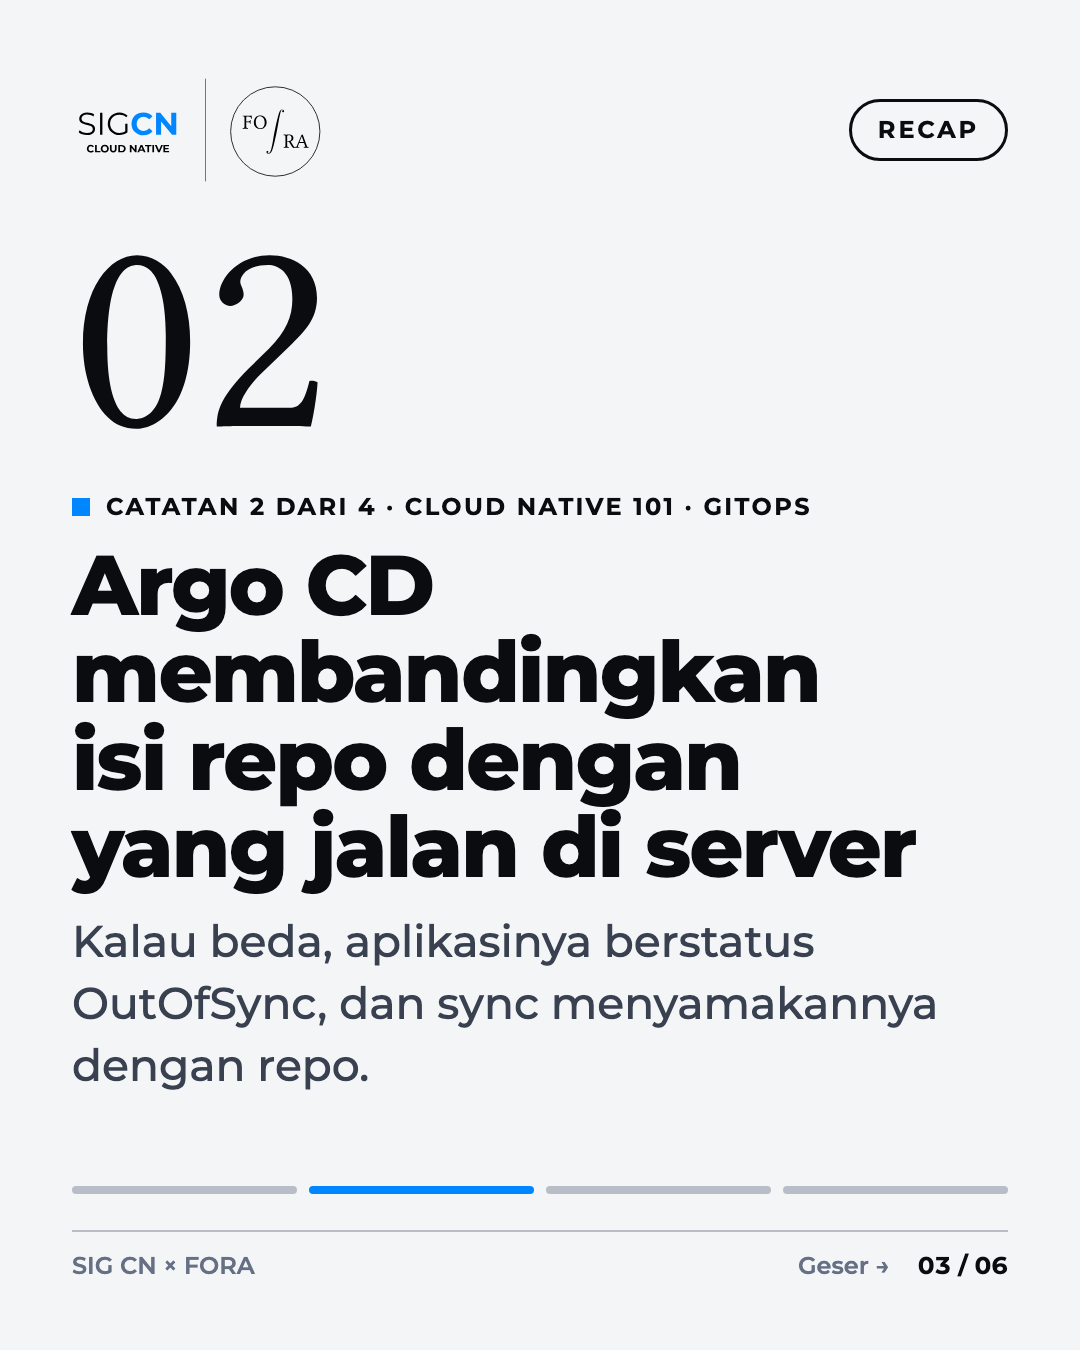 SIGCN
CLOUD NATIVE
FO RA
RECAP
02
CATATAN 2 DARI 4 · CLOUD NATIVE 101 · GITOPS
Argo CD
membandingkan
isi repo dengan
yang jalan di server
Kalau beda, aplikasinya berstatus
OutOfSync, dan sync menyamakannya
dengan repo.
SIG CN × FORA
Geser → 03 / 06